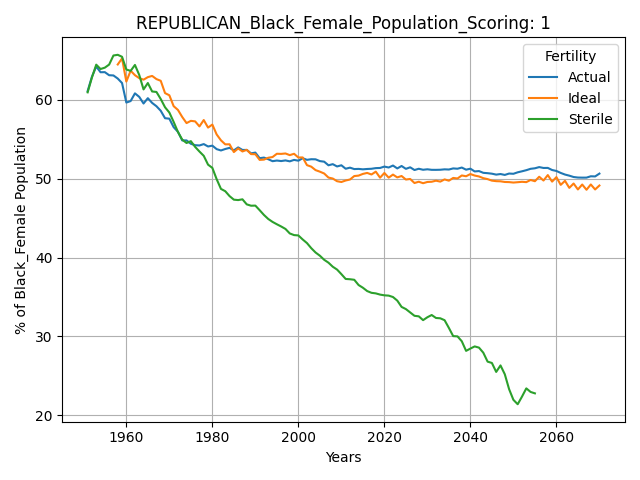 REPUBLICAN_Black_Female_Population_Scoring: 1
Fertility
Actual
Ideal
Sterile
% of Black_Female Population
60
50
40
30
20
1960 1980 2000 2020 2040 2060
Years